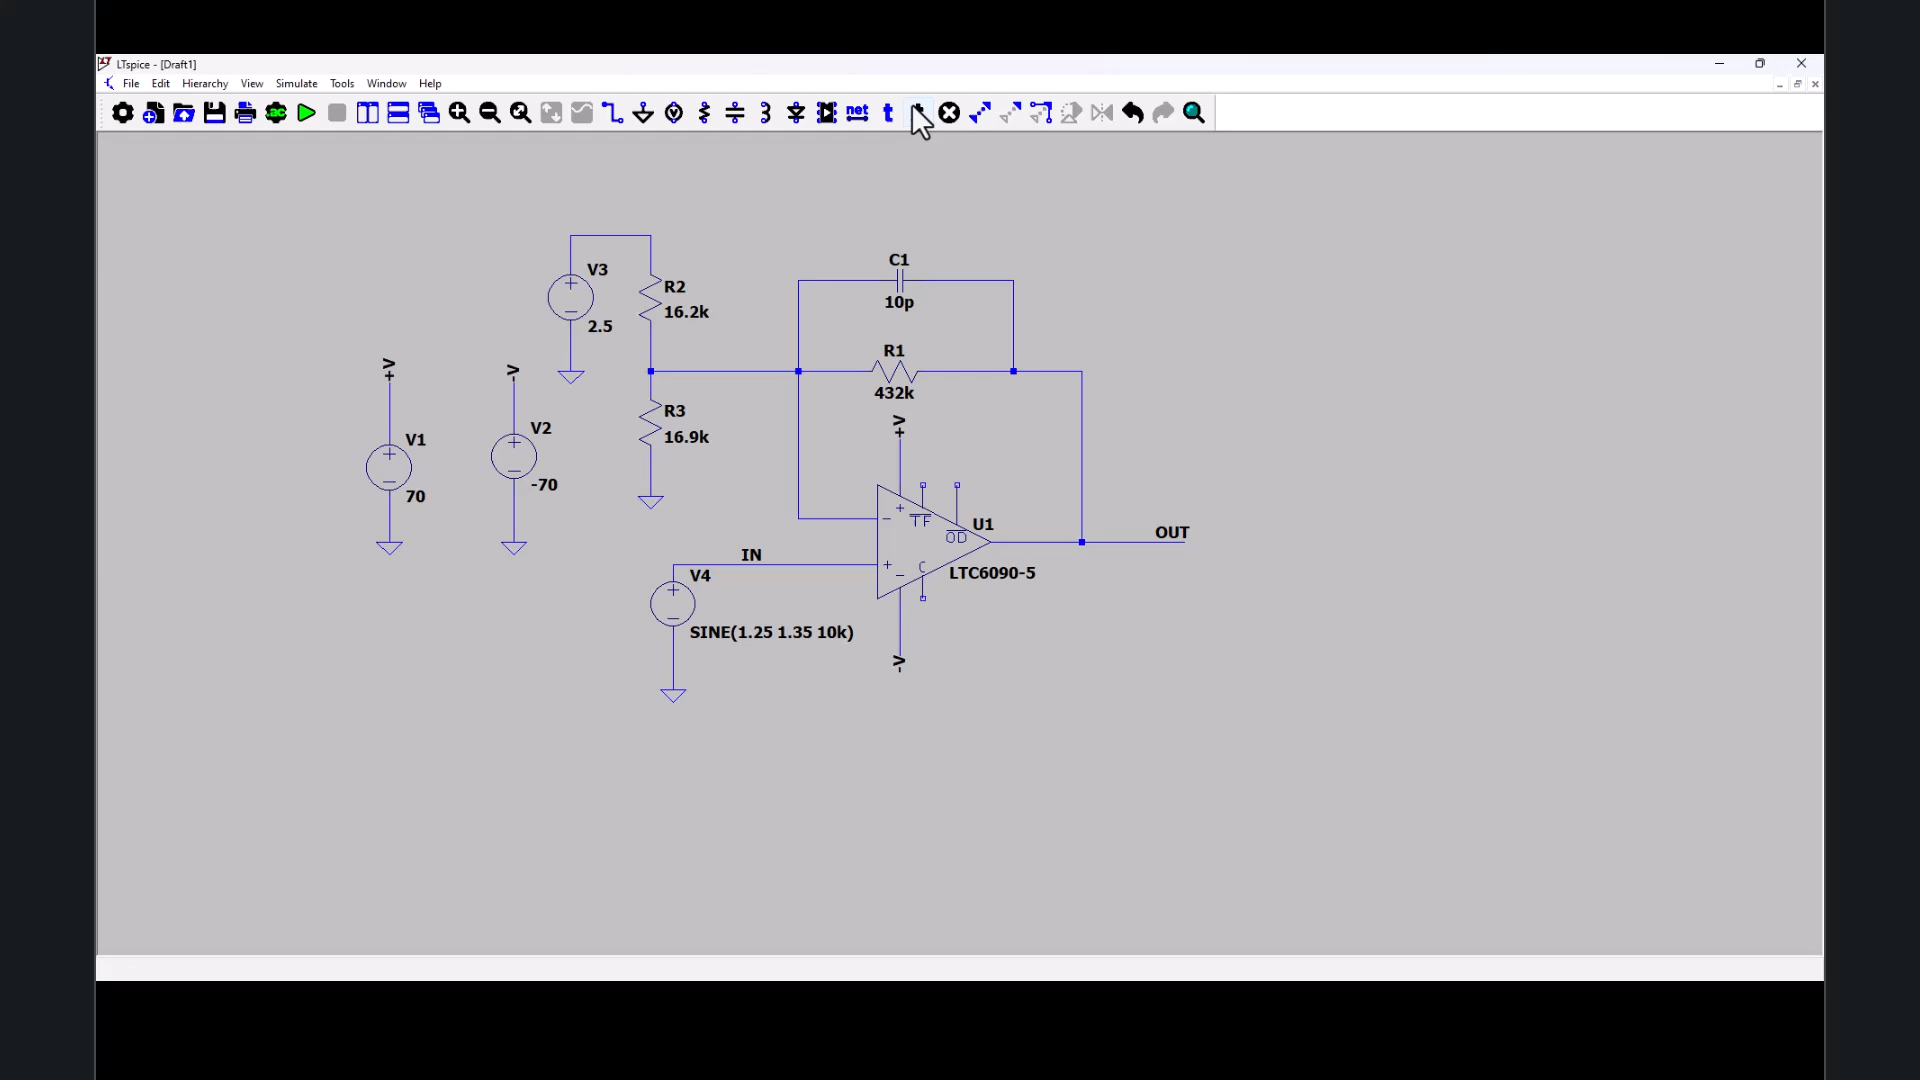 LTspice - [Draft1]
File Edit Hierarchy View Simulate Tools Window Help
ac net t
C1
V3
R2
10p
16.2k
2.5
R1
+V
-V
432k
R3
+V
V2
16.9k
V1
-70
70
+
TF
U1
−
OD
OUT
IN
+
−
C
LTC6090-5
V4
SINE(1.25 1.35 10k)
-V